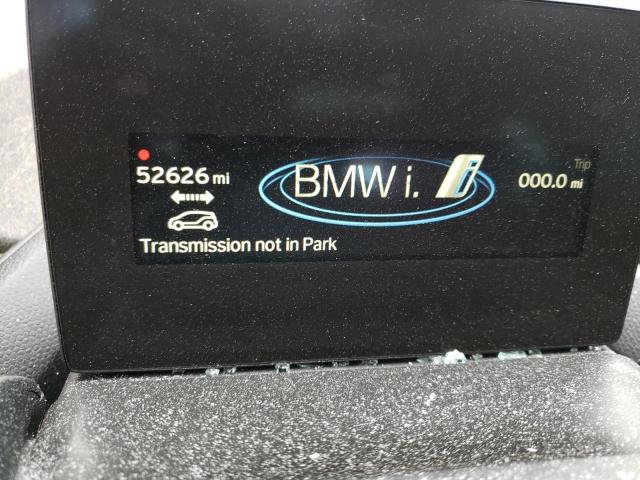 Trip
52626 mi
BMW i.
i
000.0 mi
Transmission not in Park